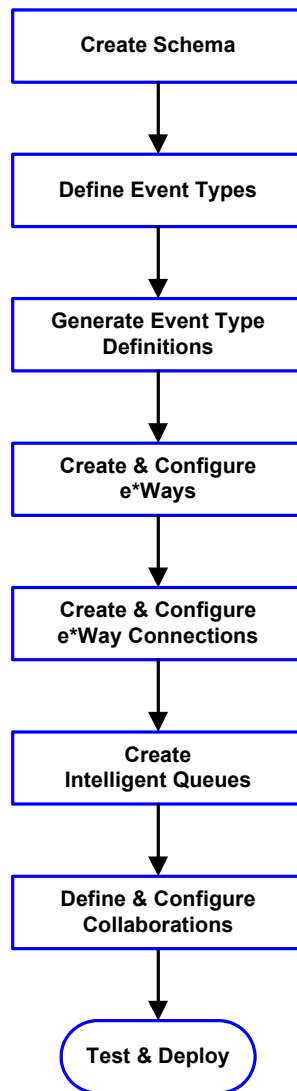 Create Schema
Define Event Types
Generate Event Type
Definitions
Create & Configure
e*Ways
Create & Configure
e*Way Connections
Create
Intelligent Queues
Define & Configure
Collaborations
Test & Deploy